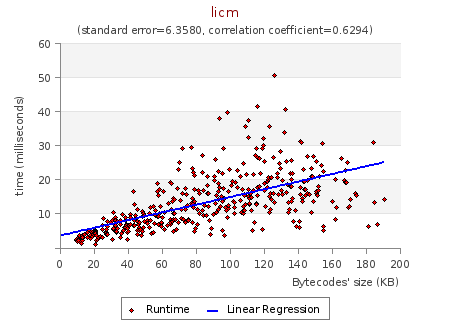 licm
(standard error=6.3580, correlation coefficient=0.6294)
60
50
40
30
20
10
time (milliseconds)
0 20 40 60 80 100 120 140 160 180 200
Bytecodes' size (KB)
Runtime Linear Regression